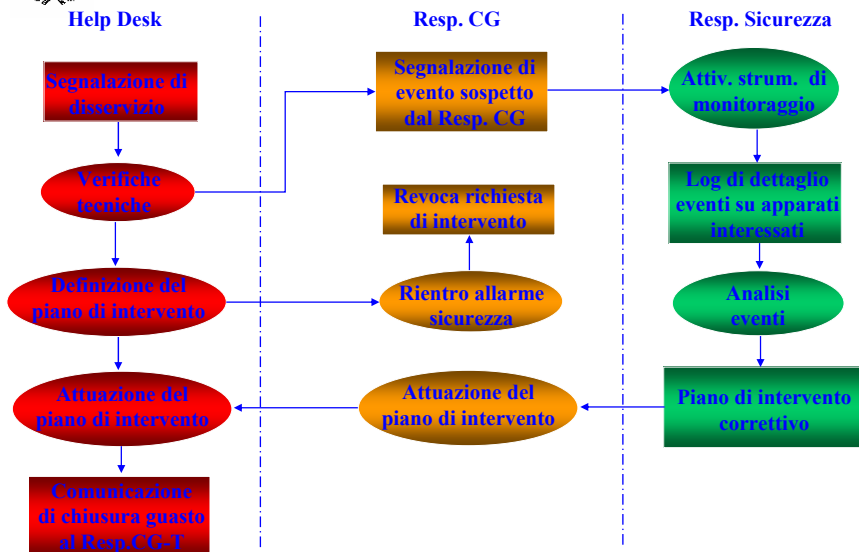 Help Desk
Resp. CG
Resp. Sicurezza
Segnalazione di
disservizio
Segnalazione di
evento sospetto
dal Resp. CG
Attiv. strum. di
monitoraggio
Verifiche
tecniche
Revoca richiesta
di intervento
Log di dettaglio
eventi su apparati
interessati
Definizione del
piano di intervento
Rientro allarme
sicurezza
Analisi
eventi
Attuazione del
piano di intervento
Attuazione del
piano di intervento
Piano di intervento
correttivo
Comunicazione
di chiusura guasto
al Resp.CG-T